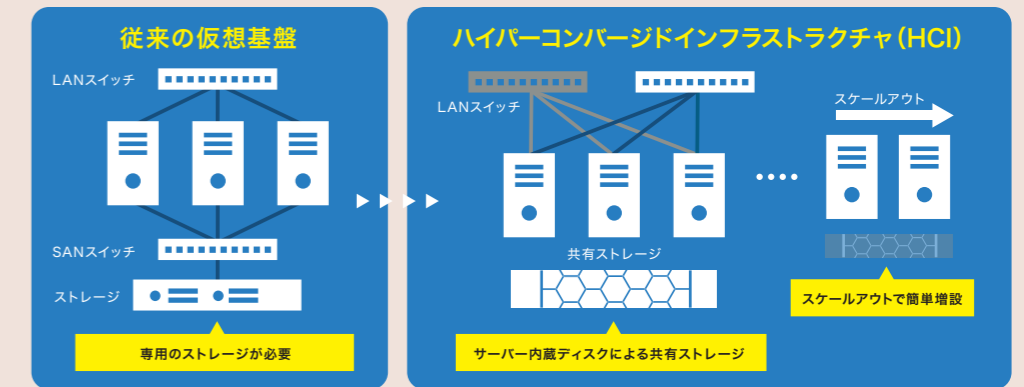 従来の仮想基盤
LANスイッチ
SANスイッチ
ストレージ
専用のストレージが必要
ハイパーコンバージドインフラストラクチャ(HCI)
LANスイッチ
スケールアウト
共有ストレージ
サーバー内蔵ディスクによる共有ストレージ
スケールアウトで簡単増設